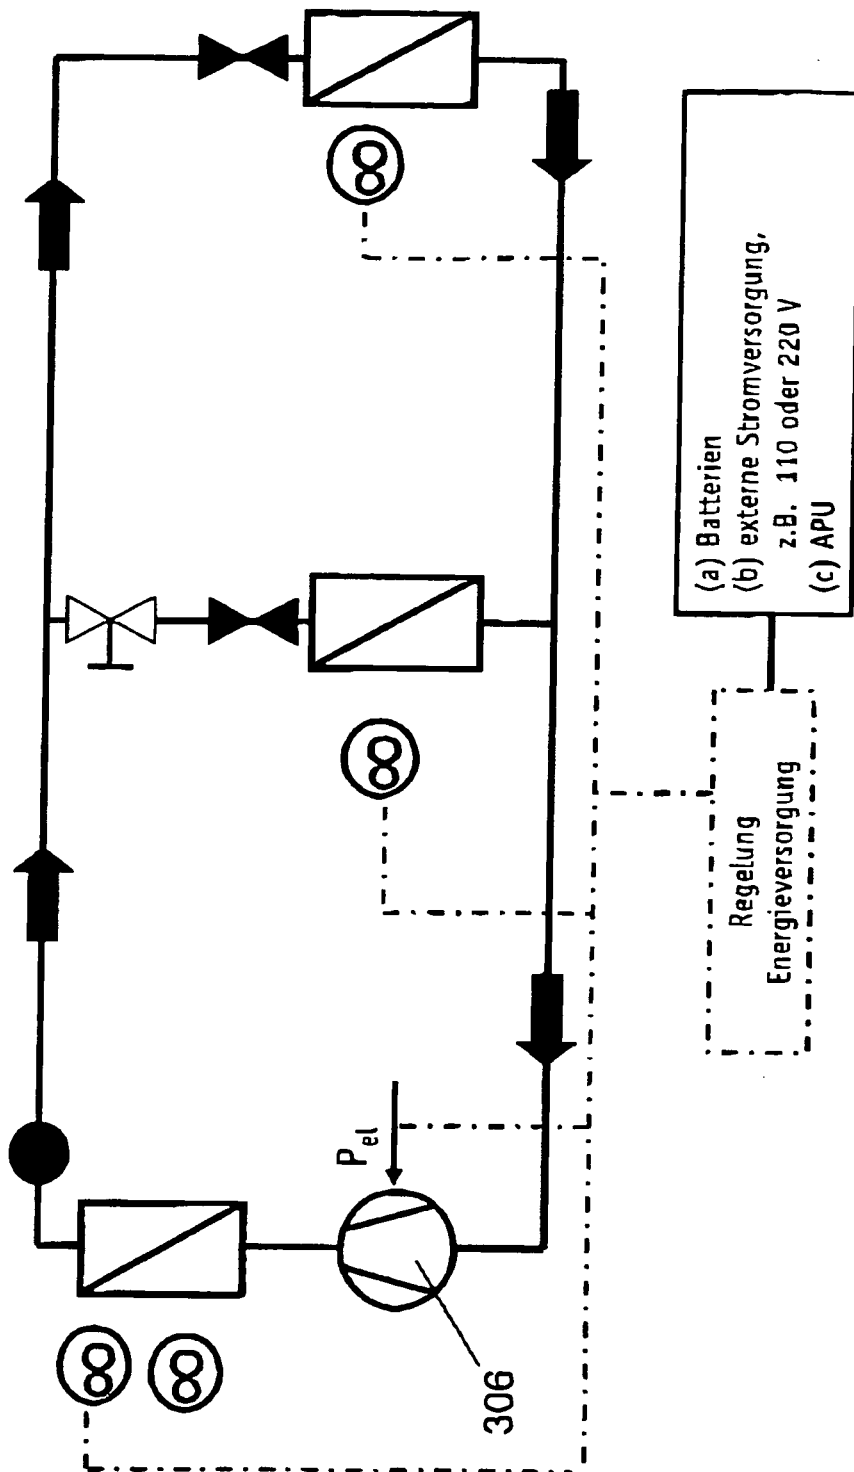 306
P_el
Regelung
Energieversorgung
(a) Batterien
(b) externe Stromversorgung,
z.B. 110 oder 220 V
(c) APU